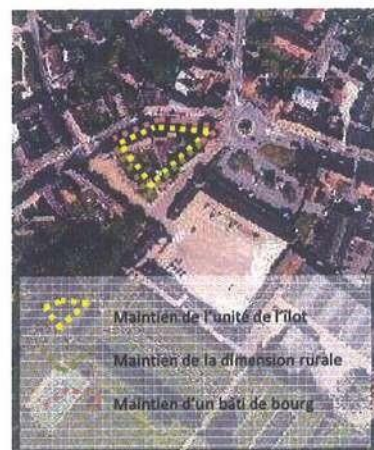 Maintien de l'unité de l'îlot
Maintien de la dimension rurale
Maintien d'un bâti de bourg